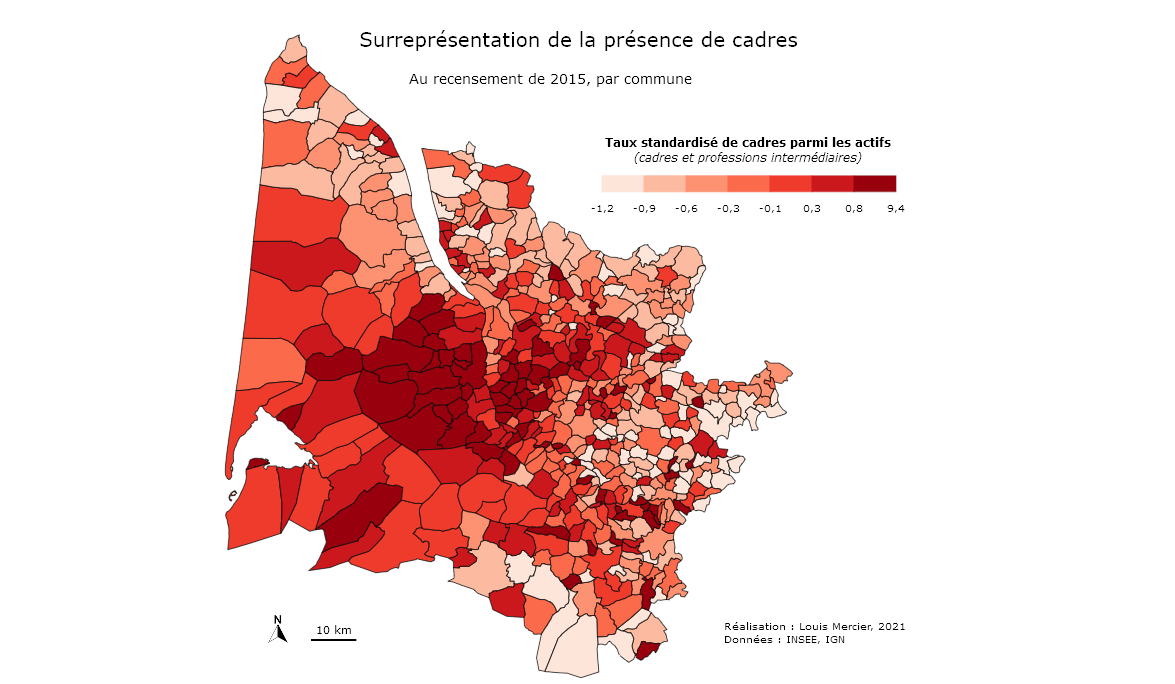 Surreprésentation de la présence de cadres
Au recensement de 2015, par commune
Taux standardisé de cadres parmi les actifs
(cadres et professions intermédiaires)
-1,2 -0,9 -0,6 -0,3 -0,1 0,3 0,8 9,4
N
10 km
Réalisation : Louis Mercier, 2021
Données : INSEE, IGN